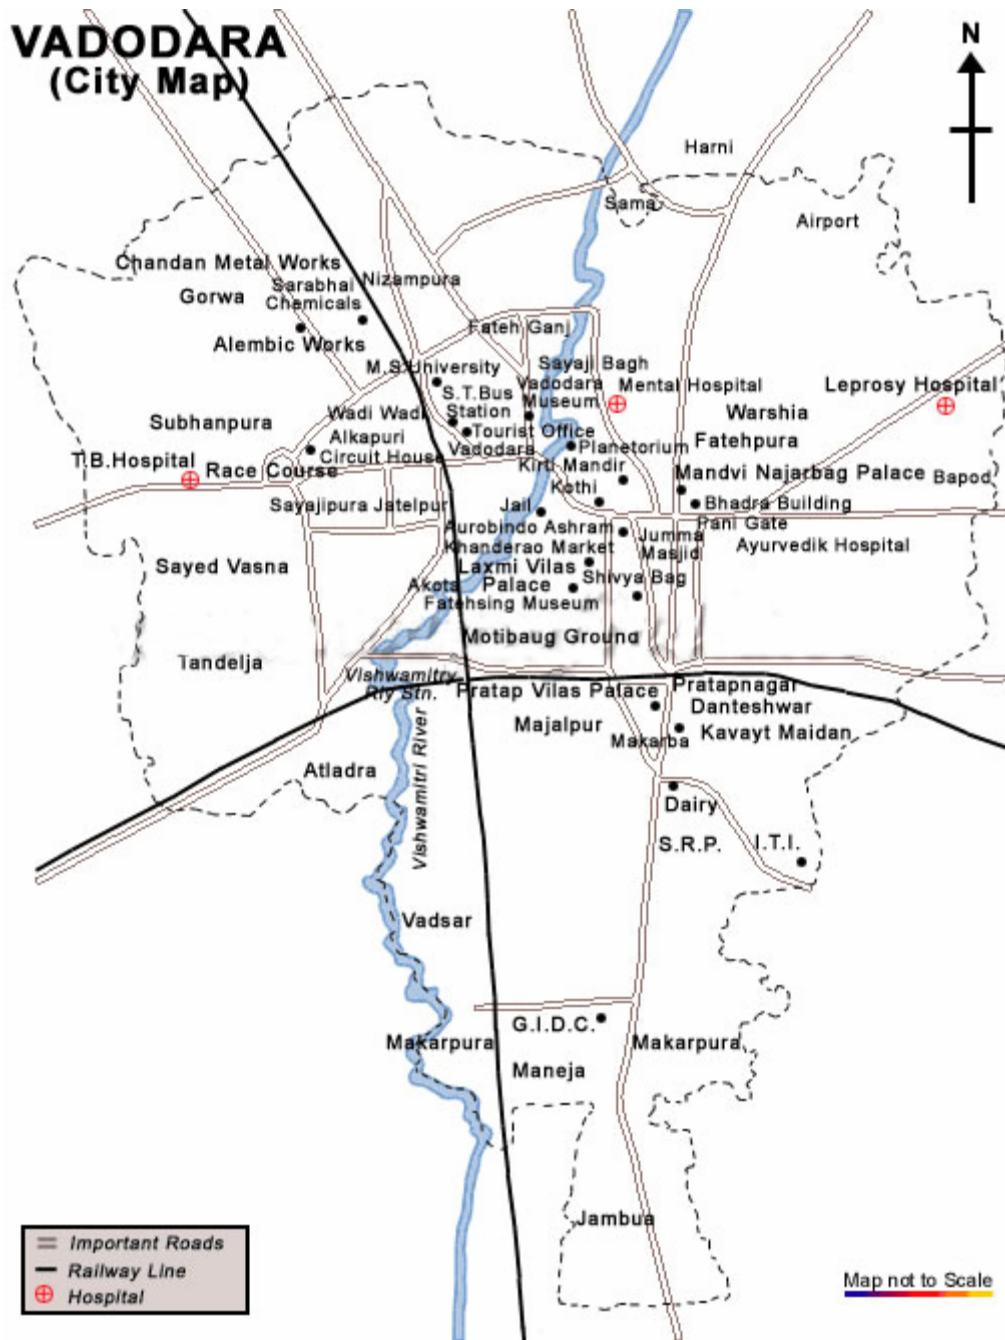 VADODARA
(City Map)
N
Harni
Sama
Airport
Chandan Metal Works
Nizampura
Sarabhai
Chemicals
Gorwa
Fateh Ganj
Alembic Works
M.S University
Sayaji Bagh
S.T.Bus
Station
Vadodara
Museum
Mental Hospital
Leprosy Hospital
Wadi Wadi
Warshia
Subhanpura
Tourist Office
Alkapuri
Circuit House
Vadodara
Planetorium
Fatehpura
T.B.Hospital
Race Course
Kirti Mandir
Mandvi Najarbag Palace
Bapod
Kothi
Sayajipura Jatelpur
Jail
Bhadra Building
Aurobindo Ashram
Pani Gate
Jumma
Masjid
Khanderao Market
Ayurvedik Hospital
Sayed Vasna
Laxmi Vilas
Palace
Shivya Bag
Akota
Fatehsing Museum
Motibaug Ground
Tandelja
Vishwamitry
Rly Stn.
Pratap Vilas Palace
Pratapnagar
Danteshwar
Majalpur
Makarba
Kavayt Maidan
Atladra
Vishwamitri River
Dairy
S.R.P.
I.T.I.
Vadsar
G.I.D.C.
Makarpura
Makarpura
Maneja
Jambua
Important Roads
Railway Line
Hospital
Map not to Scale